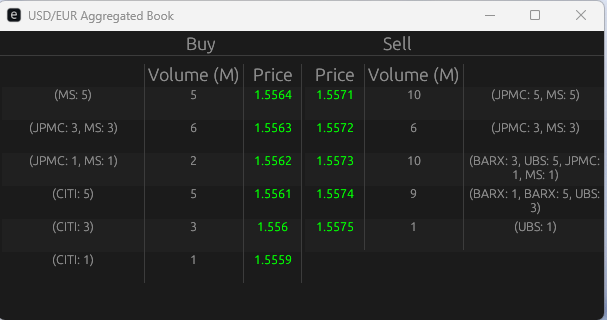 e USD/EUR Aggregated Book
Buy Sell
Volume (M) Price Price Volume (M)
(MS: 5) 5 1.5564 1.5571 10 (JPMC: 5, MS: 5)
(JPMC: 3, MS: 3) 6 1.5563 1.5572 6 (JPMC: 3, MS: 3)
(JPMC: 1, MS: 1) 2 1.5562 1.5573 10 (BARX: 3, UBS: 5, JPMC:
1, MS: 1)
(CITI: 5) 5 1.5561 1.5574 9 (BARX: 1, BARX: 5, UBS:
3)
(CITI: 3) 3 1.556 1.5575 1 (UBS: 1)
(CITI: 1) 1 1.5559